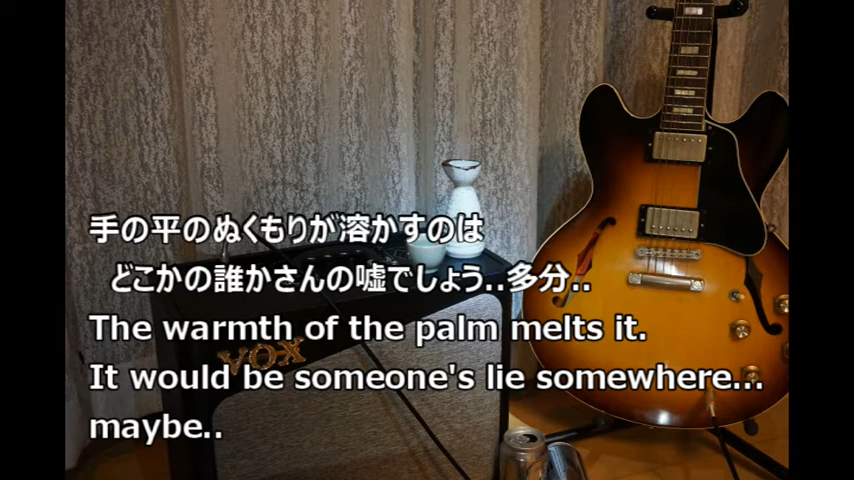 手の平のぬくもりが溶かすのは
どこかの誰かさんの嘘でしょう..多分..
The warmth of the palm melts it.
It would be someone's lie somewhere...
maybe..
VOX